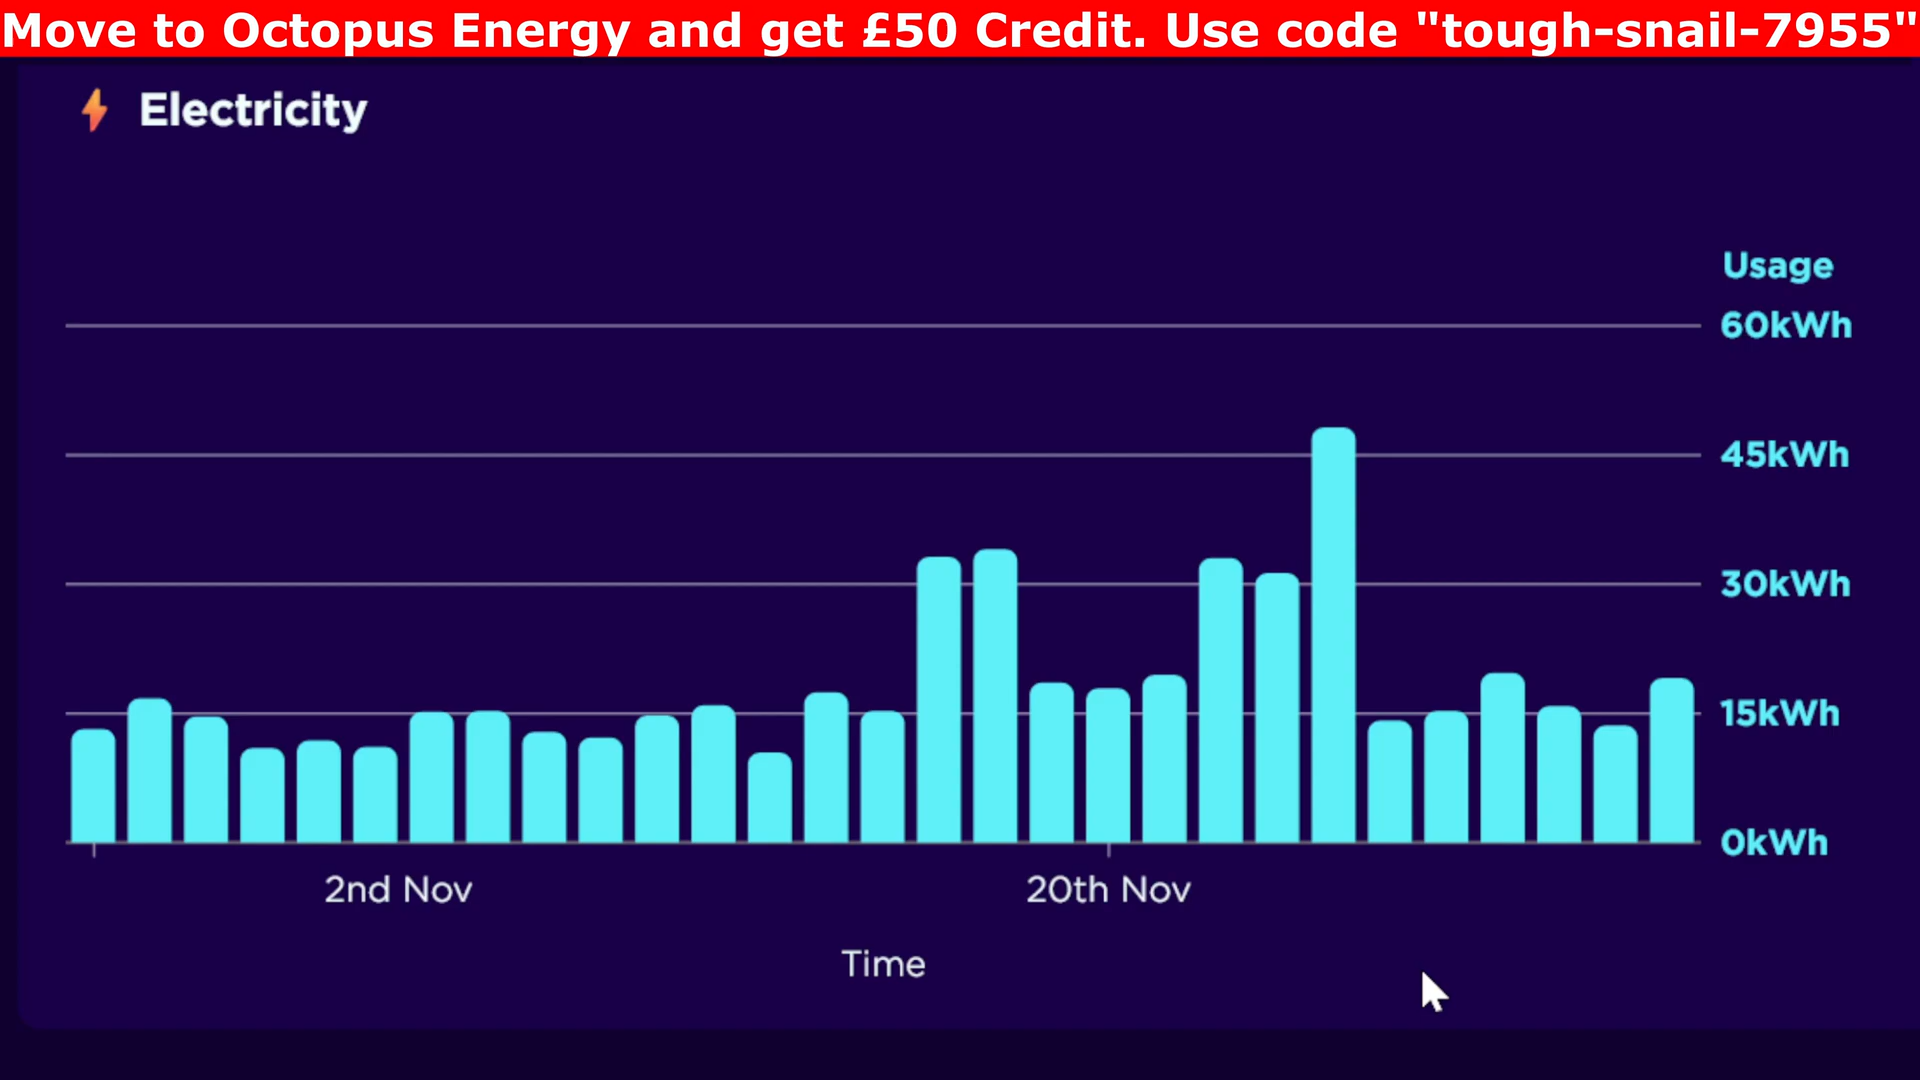 Move to Octopus Energy and get £50 Credit. Use code "tough-snail-7955"
Electricity
Usage
60kWh
45kWh
30kWh
15kWh
0kWh
2nd Nov
20th Nov
Time